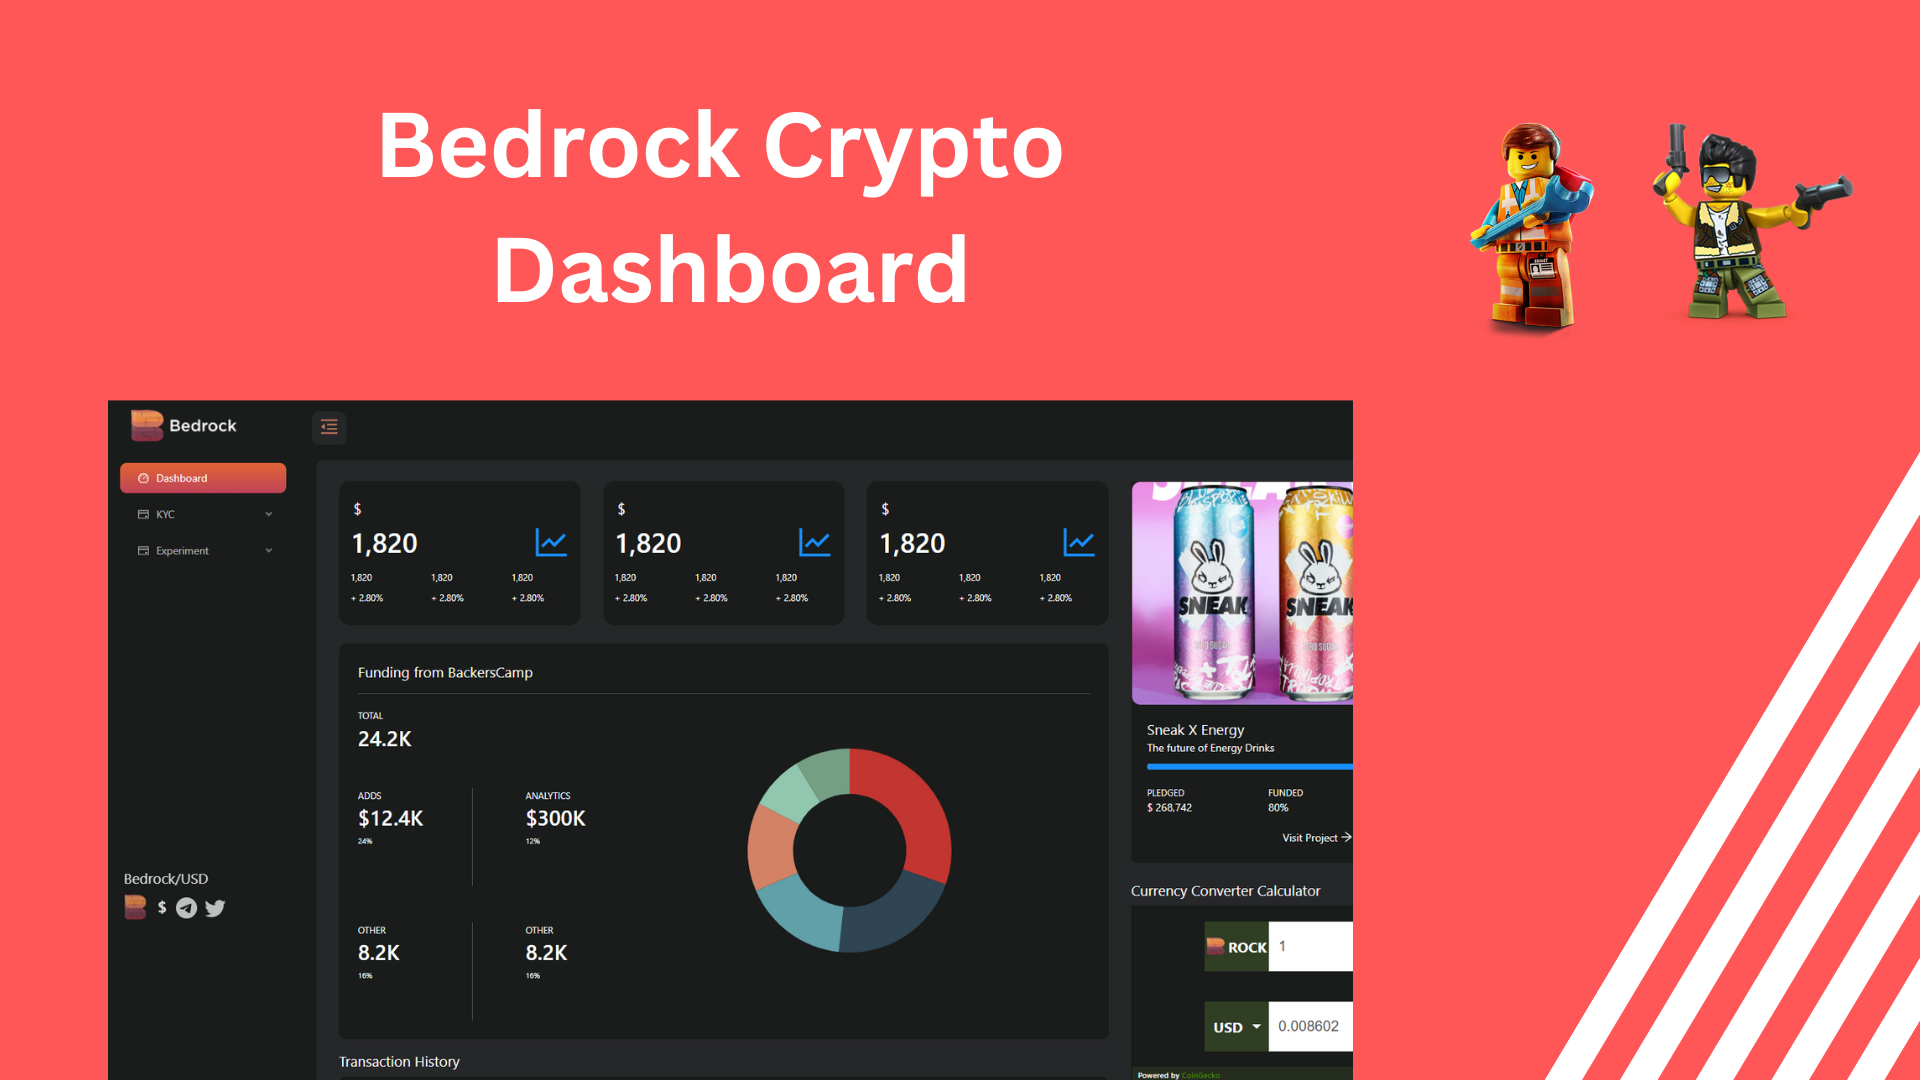 Bedrock Crypto
Dashboard
Bedrock
Dashboard
KYC
Experiment
Bedrock/USD
$
$
1,820
1,820 1,820 1,820
+ 2.80% + 2.80% + 2.80%
$
1,820
1,820 1,820 1,820
+ 2.80% + 2.80% + 2.80%
$
1,820
1,820 1,820 1,820
+ 2.80% + 2.80% + 2.80%
Funding from BackersCamp
TOTAL
24.2K
ADDS
$12.4K
24%
ANALYTICS
$300K
12%
OTHER
8.2K
16%
OTHER
8.2K
16%
Transaction History
SNEAK
SNEAK
Sneak X Energy
The future of Energy Drinks
PLEDGED FUNDED
$ 268,742 80%
Visit Project
Currency Converter Calculator
ROCK 1
USD 0.008602
Powered by CoinGecko